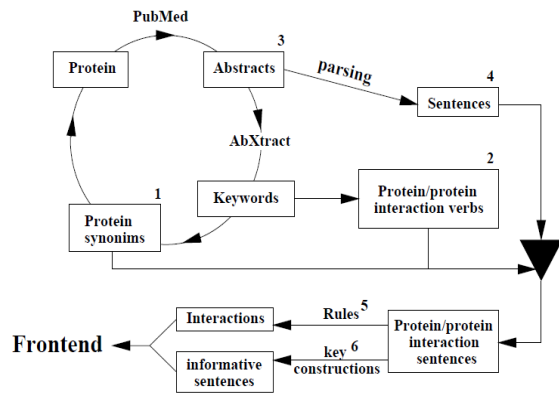 PubMed
3
Protein
Abstracts
parsing
4
Sentences
AbXtract
2
Keywords
Protein/protein
interaction verbs
1
Protein
synonims
Rules 5
Interactions
Protein/protein
interaction
sentences
Frontend
key 6
constructions
informative
sentences